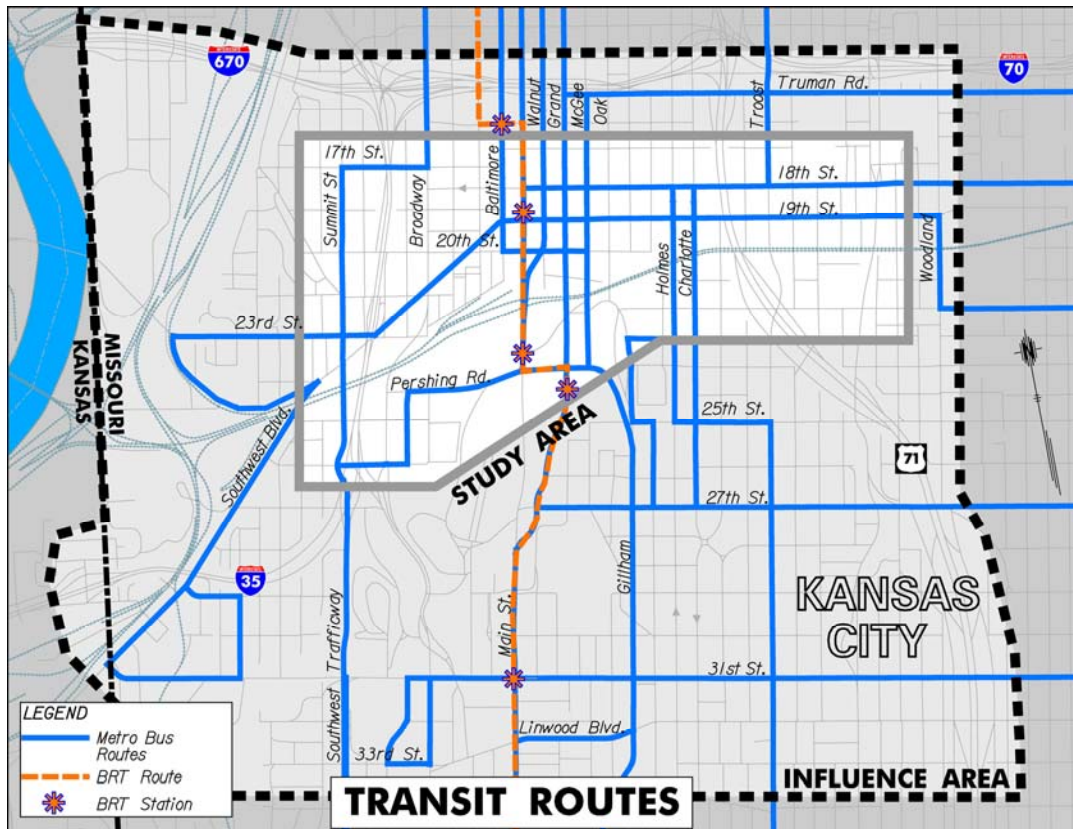 INTERSTATE
670
INTERSTATE
70
Truman Rd.
Walnut
Grand
McGee
Oak
Troost
17th St.
Summit St
Broadway
Baltimore
18th St.
19th St.
20th St.
Holmes
Charlotte
Woodland
23rd St.
MISSOURI
KANSAS
N
Pershing Rd.
Southwest Blvd.
STUDY AREA
25th St.
71
27th St.
INTERSTATE
35
Gillham
KANSAS
CITY
Main St.
Southwest Trafficway
31st St.
Linwood Blvd.
33rd St.
LEGEND
Metro Bus
Routes
BRT Route
BRT Station
TRANSIT ROUTES
INFLUENCE AREA